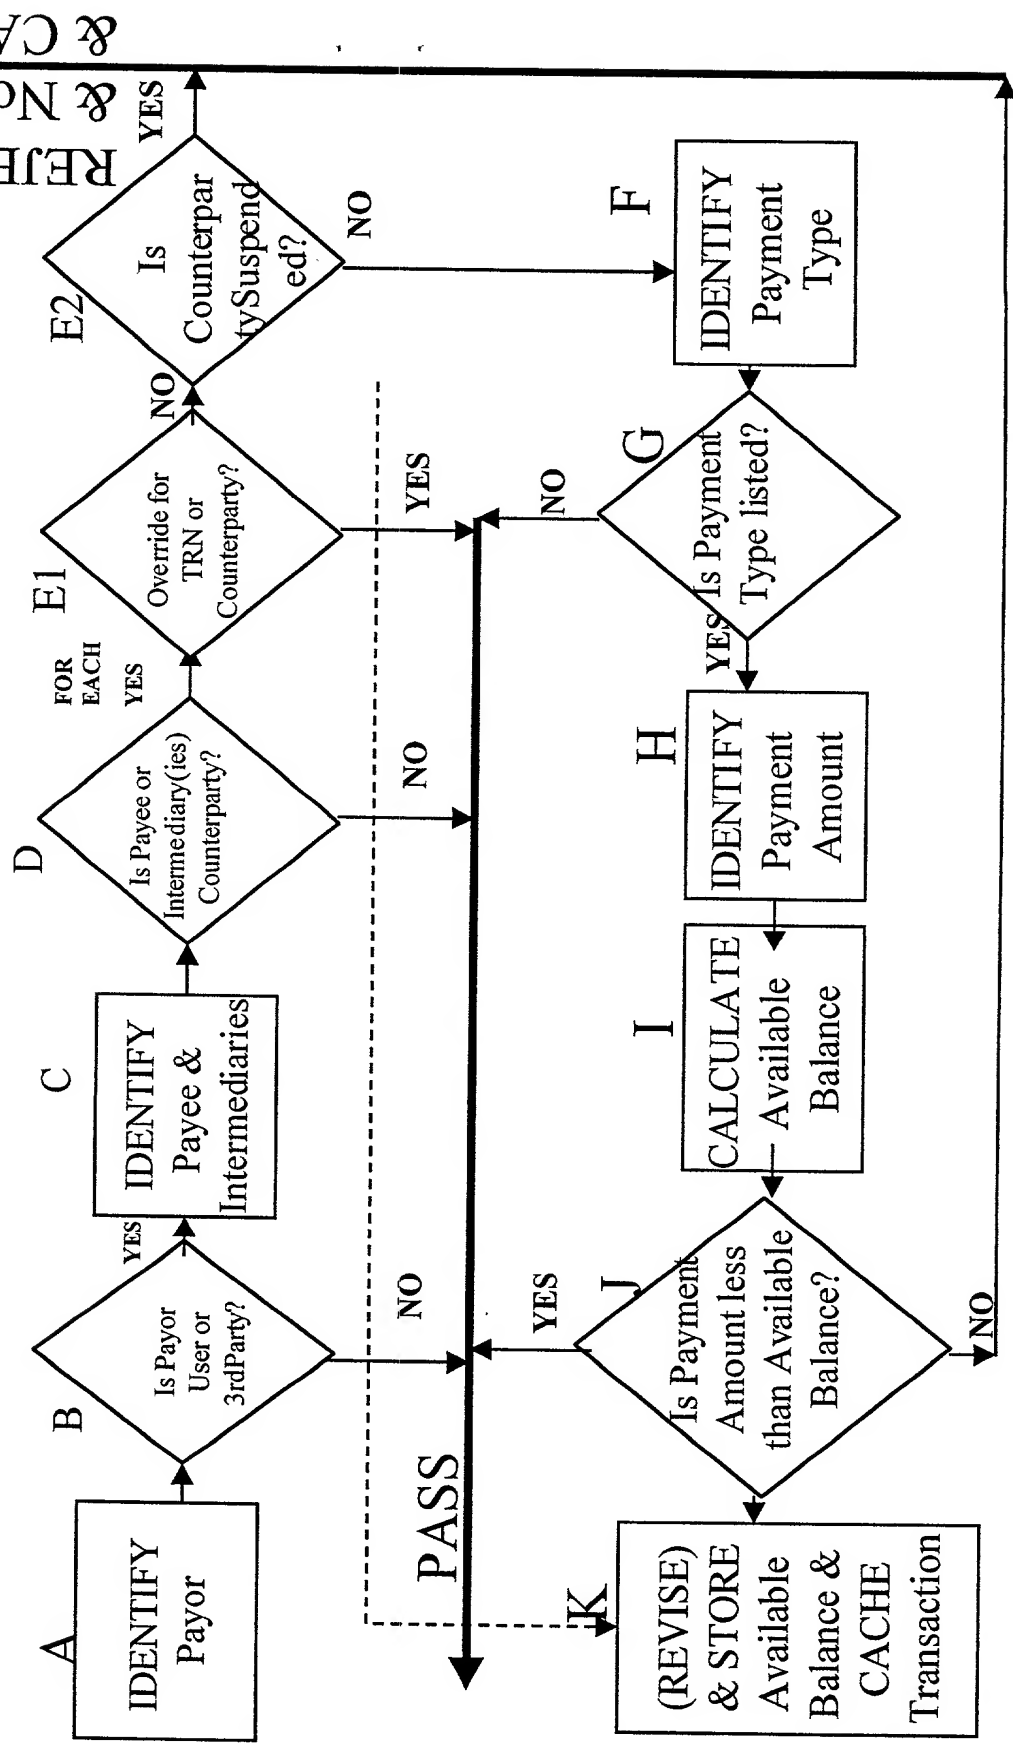 A
IDENTIFY
Payor
B
Is Payor
User or
3rdParty?
YES
NO
C
IDENTIFY
Payee &
Intermediaries
D
Is Payee or
Intermediary(ies)
Counterparty?
FOR
EACH
YES
NO
E1
Override for
TRN or
Counterparty?
NO
YES
E2
Is
Counterpar
tySuspend
ed?
YES
NO
REJE
& No
& CA
PASS
F
IDENTIFY
Payment
Type
G
Is Payment
Type listed?
NO
YES
H
IDENTIFY
Payment
Amount
I
CALCULATE
Available
Balance
J
Is Payment
Amount less
than Available
Balance?
YES
NO
K
(REVISE)
& STORE
Available
Balance &
CACHE
Transaction